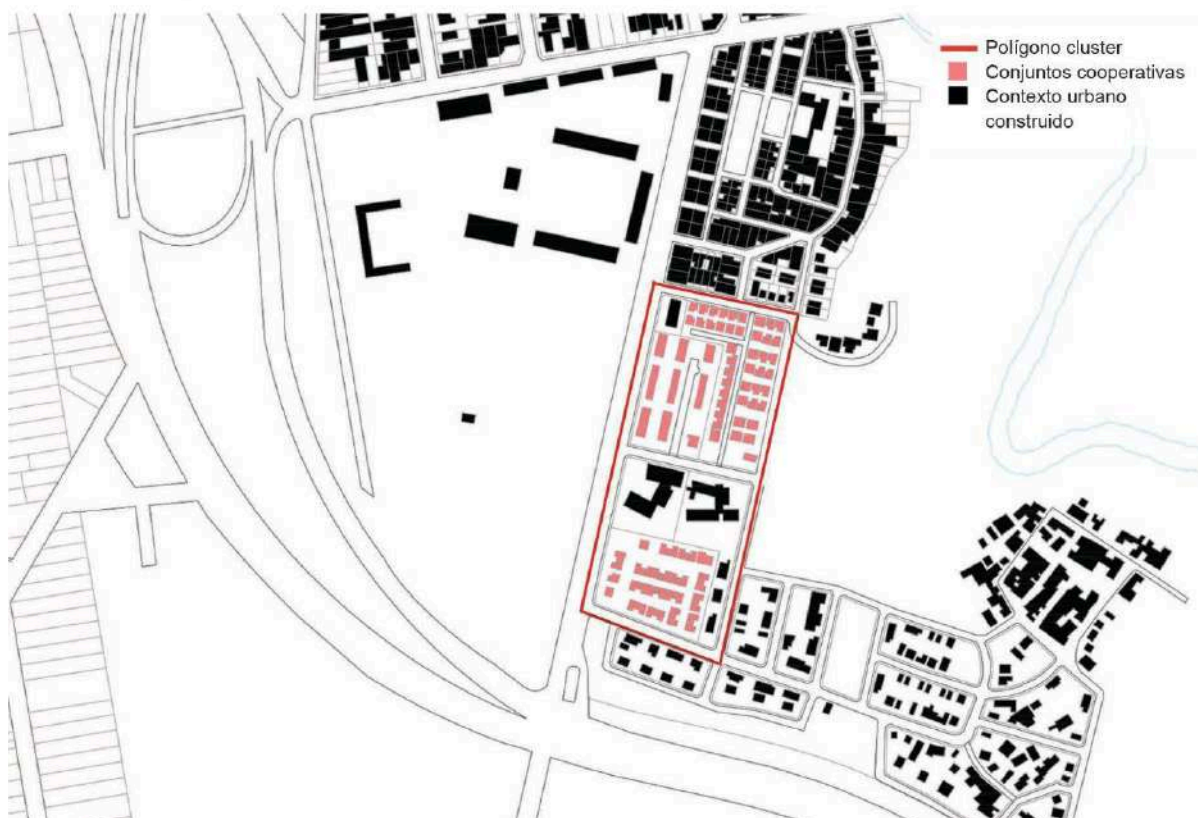 Polígono cluster
Conjuntos cooperativas
Contexto urbano
construido